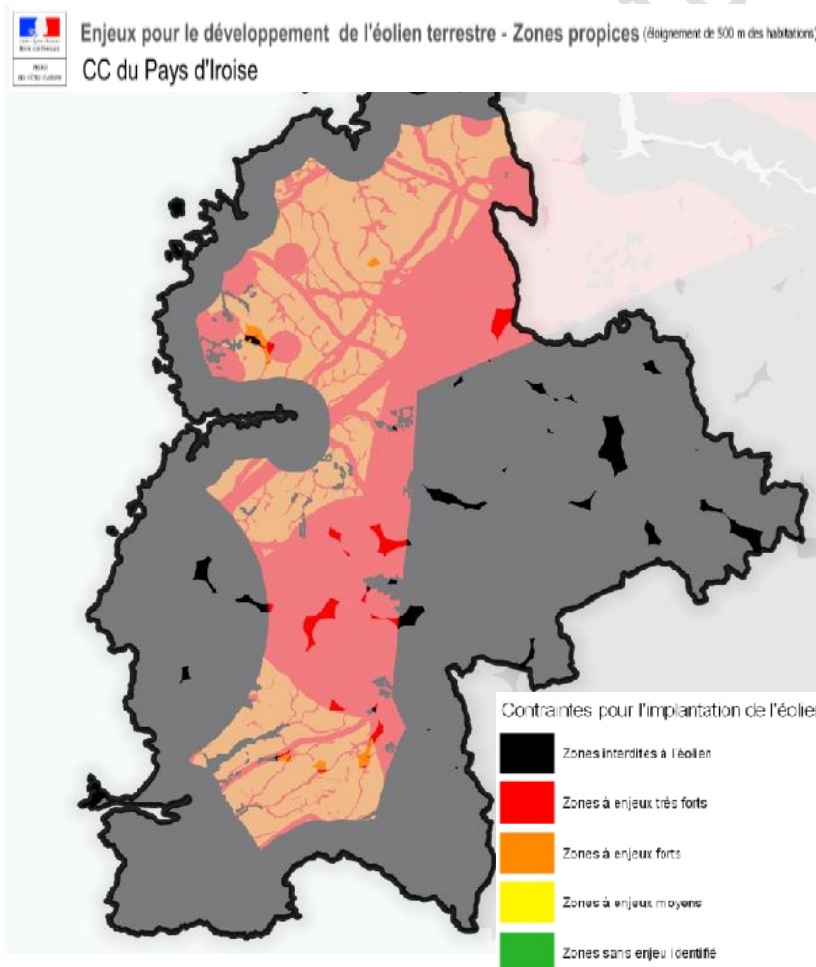 Enjeux pour le développement de l'éolien terrestre - Zones propices (éloignement de 500 m des habitations)
CC du Pays d'Iroise
Contraintes pour l'implantation de l'éolien
Zones interdites à l'éolien
Zones à enjeux très forts
Zones à enjeux forts
Zones à enjeux moyens
Zones sans enjeu identifié